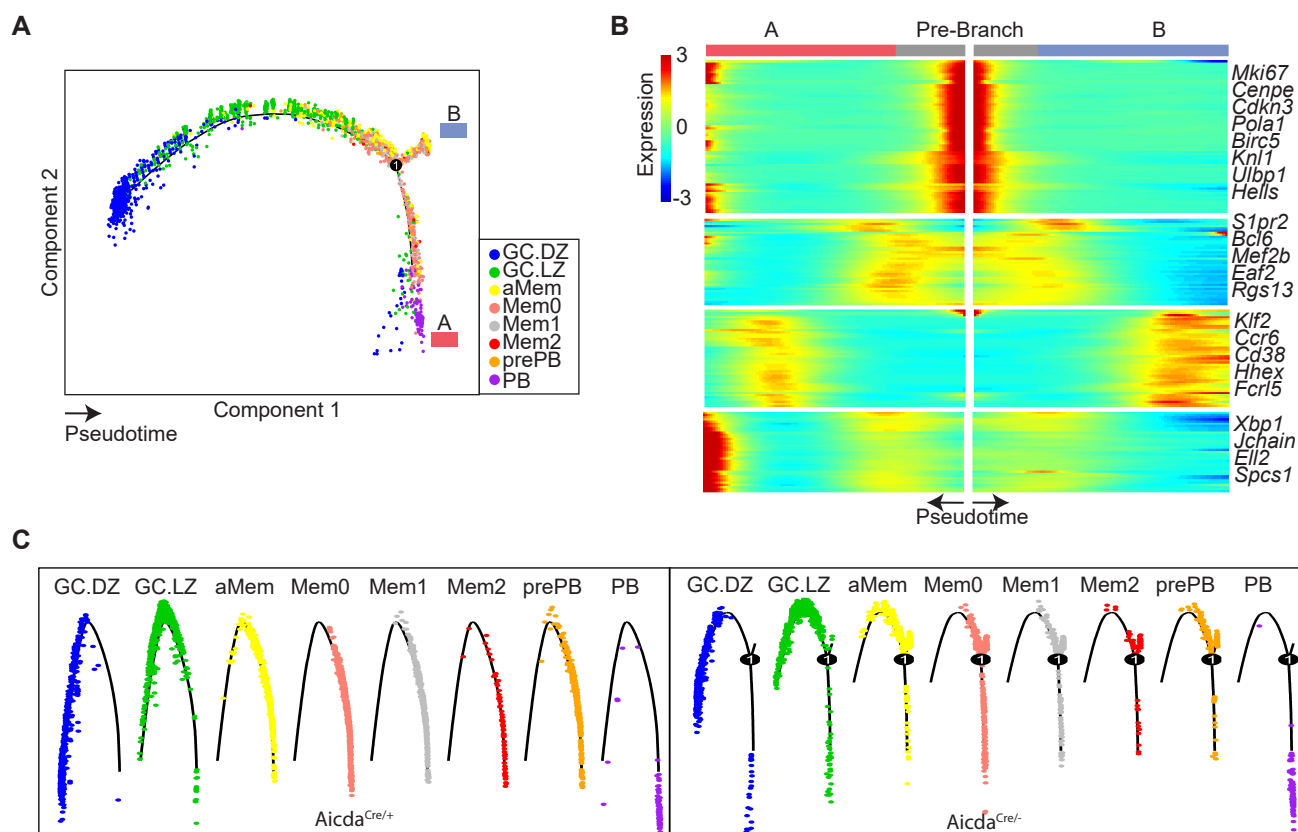 A
Component 2
B
1
A
GC.DZ
GC.LZ
aMem
Mem0
Mem1
Mem2
prePB
PB
Component 1
Pseudotime
B
A Pre-Branch B
Expression
3
0
-3
Mki67
Cenpe
Cdkn3
Pola1
Birc5
Knl1
Ulbp1
Hells
S1pr2
Bcl6
Mef2b
Eaf2
Rgs13
Klf2
Ccr6
Cd38
Hhex
Fcrl5
Xbp1
Jchain
Ell2
Spcs1
Pseudotime
C
GC.DZ GC.LZ aMem Mem0 Mem1 Mem2 prePB PB
1 1 1 1 1 1 1 1
Aicda^Cre/+
GC.DZ GC.LZ aMem Mem0 Mem1 Mem2 prePB PB
Aicda^Cre/-